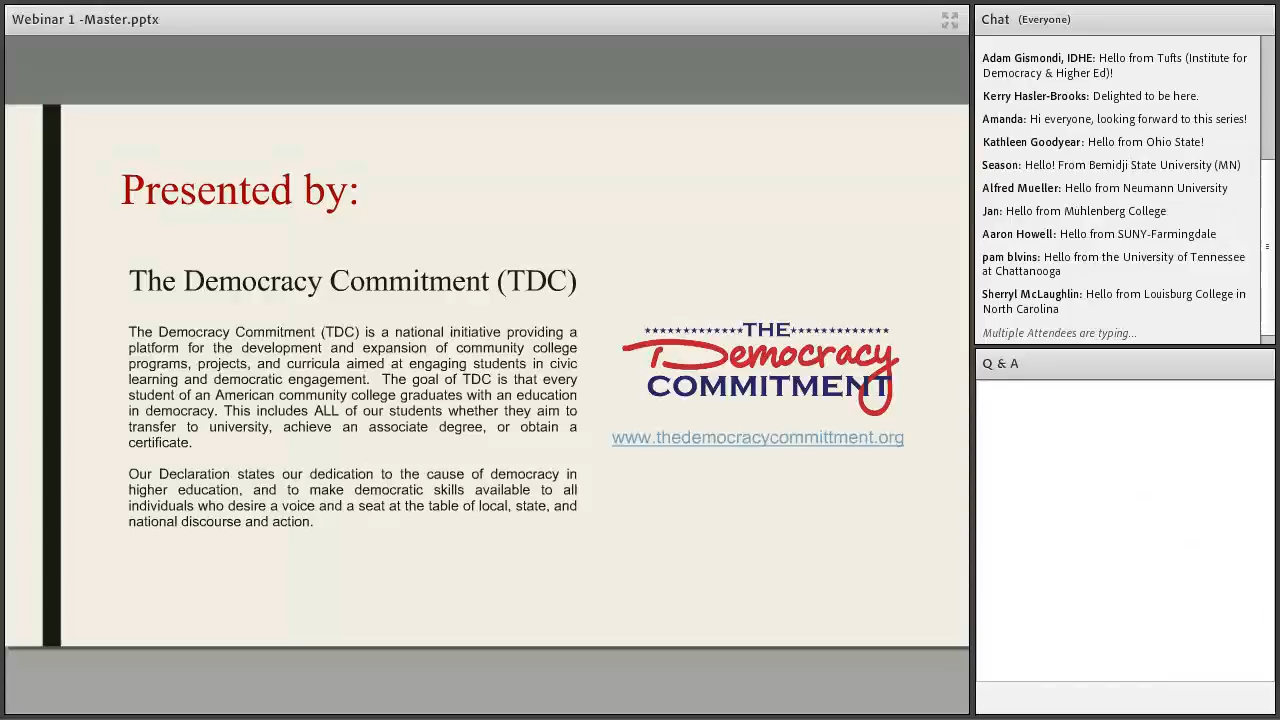 Webinar 1 -Master.pptx
Presented by:
The Democracy Commitment (TDC)
The Democracy Commitment (TDC) is a national initiative providing a
platform for the development and expansion of community college
programs, projects, and curricula aimed at engaging students in civic
learning and democratic engagement. The goal of TDC is that every
student of an American community college graduates with an education
in democracy. This includes ALL of our students whether they aim to
transfer to university, achieve an associate degree, or obtain a
certificate.
Our Declaration states our dedication to the cause of democracy in
higher education, and to make democratic skills available to all
individuals who desire a voice and a seat at the table of local, state, and
national discourse and action.
THE
Democracy
COMMITMENT
www.thedemocracycommittment.org
Chat (Everyone)
Adam Gismondi, IDHE: Hello from Tufts (Institute for
Democracy & Higher Ed)!
Kerry Hasler-Brooks: Delighted to be here.
Amanda: Hi everyone, looking forward to this series!
Kathleen Goodyear: Hello from Ohio State!
Season: Hello! From Bemidji State University (MN)
Alfred Mueller: Hello from Neumann University
Jan: Hello from Muhlenberg College
Aaron Howell: Hello from SUNY-Farmingdale
pam blvins: Hello from the University of Tennessee
at Chattanooga
Sherryl McLaughlin: Hello from Louisburg College in
North Carolina
Multiple Attendees are typing...
Q & A